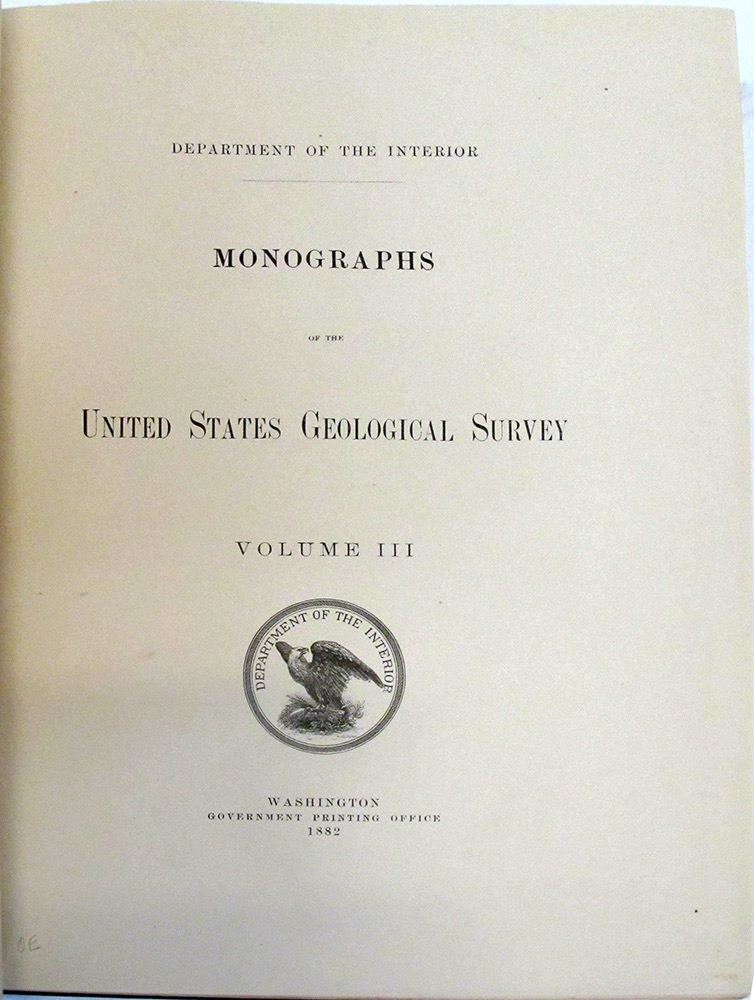 DEPARTMENT OF THE INTERIOR
MONOGRAPHS
OF THE
UNITED STATES GEOLOGICAL SURVEY
VOLUME III
DEPARTMENT OF THE INTERIOR
WASHINGTON
GOVERNMENT PRINTING OFFICE
1882